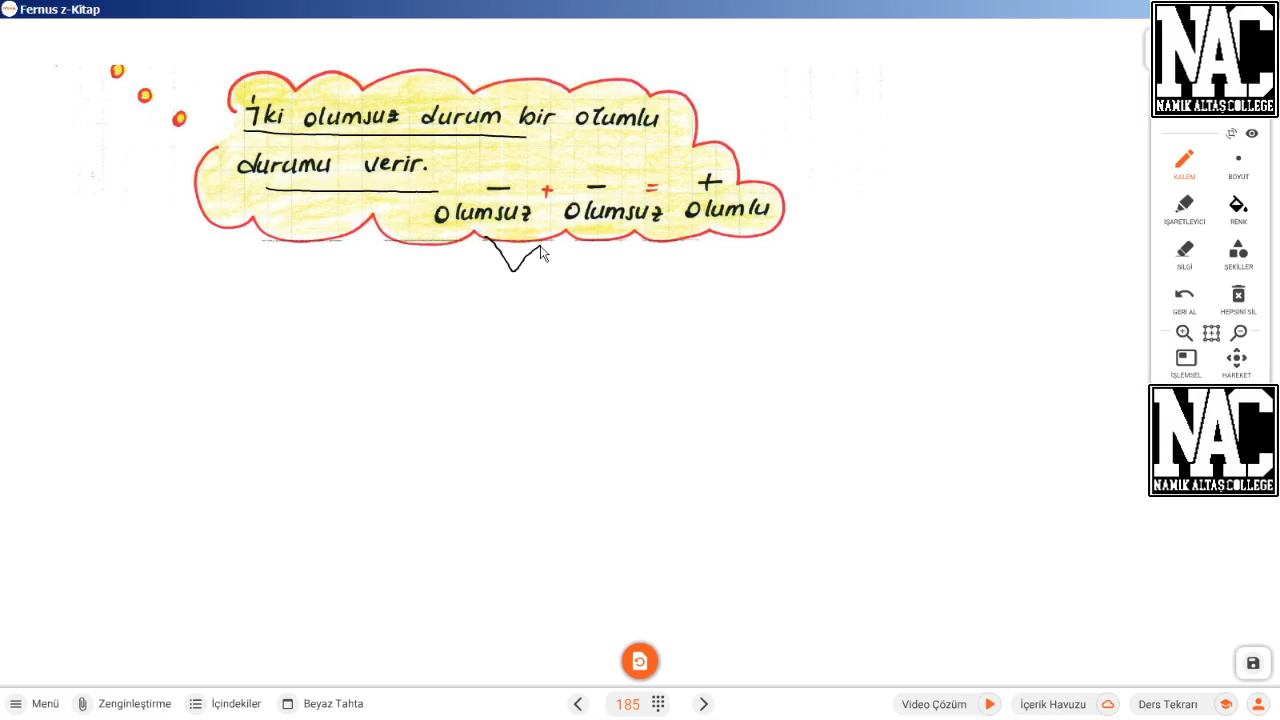 Fernus z-Kitap
NAC
NAMIK ALTAŞ COLLEGE
İki olumsuz durum bir olumlu
durumu verir.
− + − = +
olumsuz olumsuz olumlu
KALEM BOYUT
İŞARETLEYİCİ RENK
SİLGİ ŞEKİLLER
GERİ AL HEPSİNİ SİL
İŞLEMSEL HAREKET
NAC
NAMIK ALTAŞ COLLEGE
Menü Zenginleştirme İçindekiler Beyaz Tahta 185 Video Çözüm İçerik Havuzu Ders Tekrarı